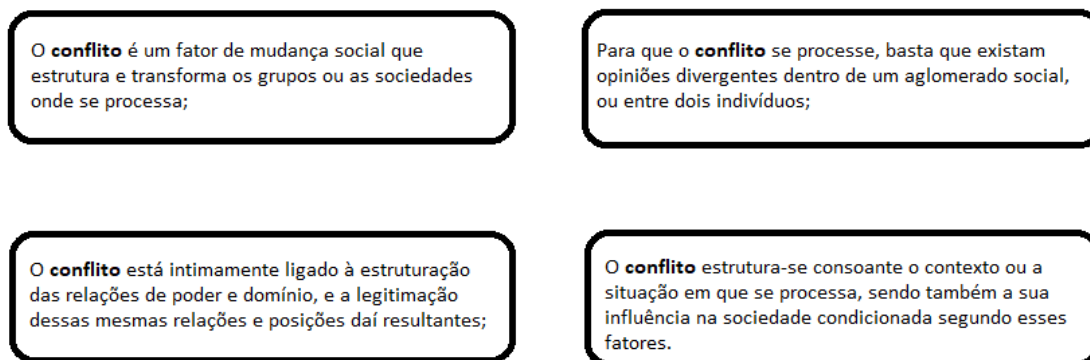 O conflito é um fator de mudança social que
estrutura e transforma os grupos ou as sociedades
onde se processa;
Para que o conflito se processe, basta que existam
opiniões divergentes dentro de um aglomerado social,
ou entre dois indivíduos;
O conflito está intimamente ligado à estruturação
das relações de poder e domínio, e a legitimação
dessas mesmas relações e posições daí resultantes;
O conflito estrutura-se consoante o contexto ou a
situação em que se processa, sendo também a sua
influência na sociedade condicionada segundo esses
fatores.